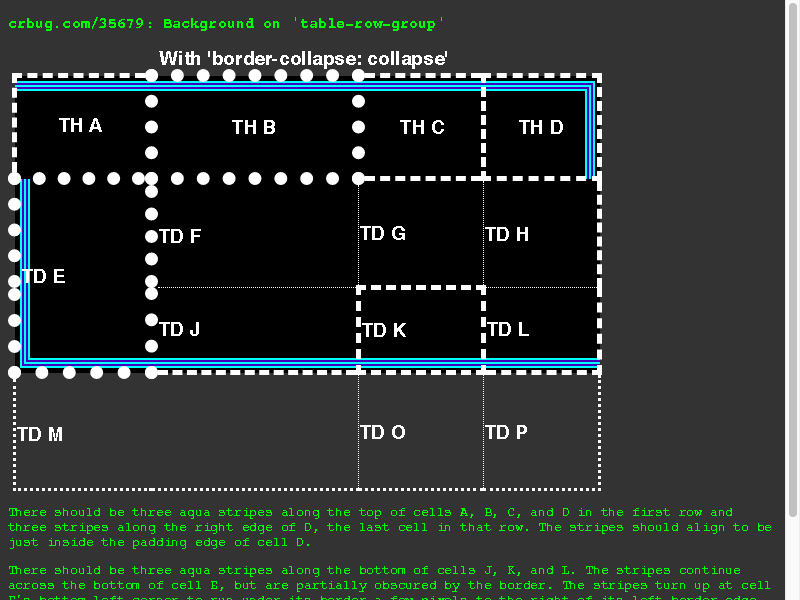 crbug.com/35679: Background on 'table-row-group'
With 'border-collapse: collapse'
TH A
TH B
TH C
TH D
TD E
TD F
TD G
TD H
TD J
TD K
TD L
TD M
TD O
TD P
There should be three aqua stripes along the top of cells A, B, C, and D in the first row and
three stripes along the right edge of D, the last cell in that row. The stripes should align to be
just inside the padding edge of cell D.
There should be three aqua stripes along the bottom of cells J, K, and L. The stripes continue
across the bottom of cell E, but are partially obscured by the border. The stripes turn up at cell
E's bottom left corner to run under its border a few pixels to the right of its left border edge